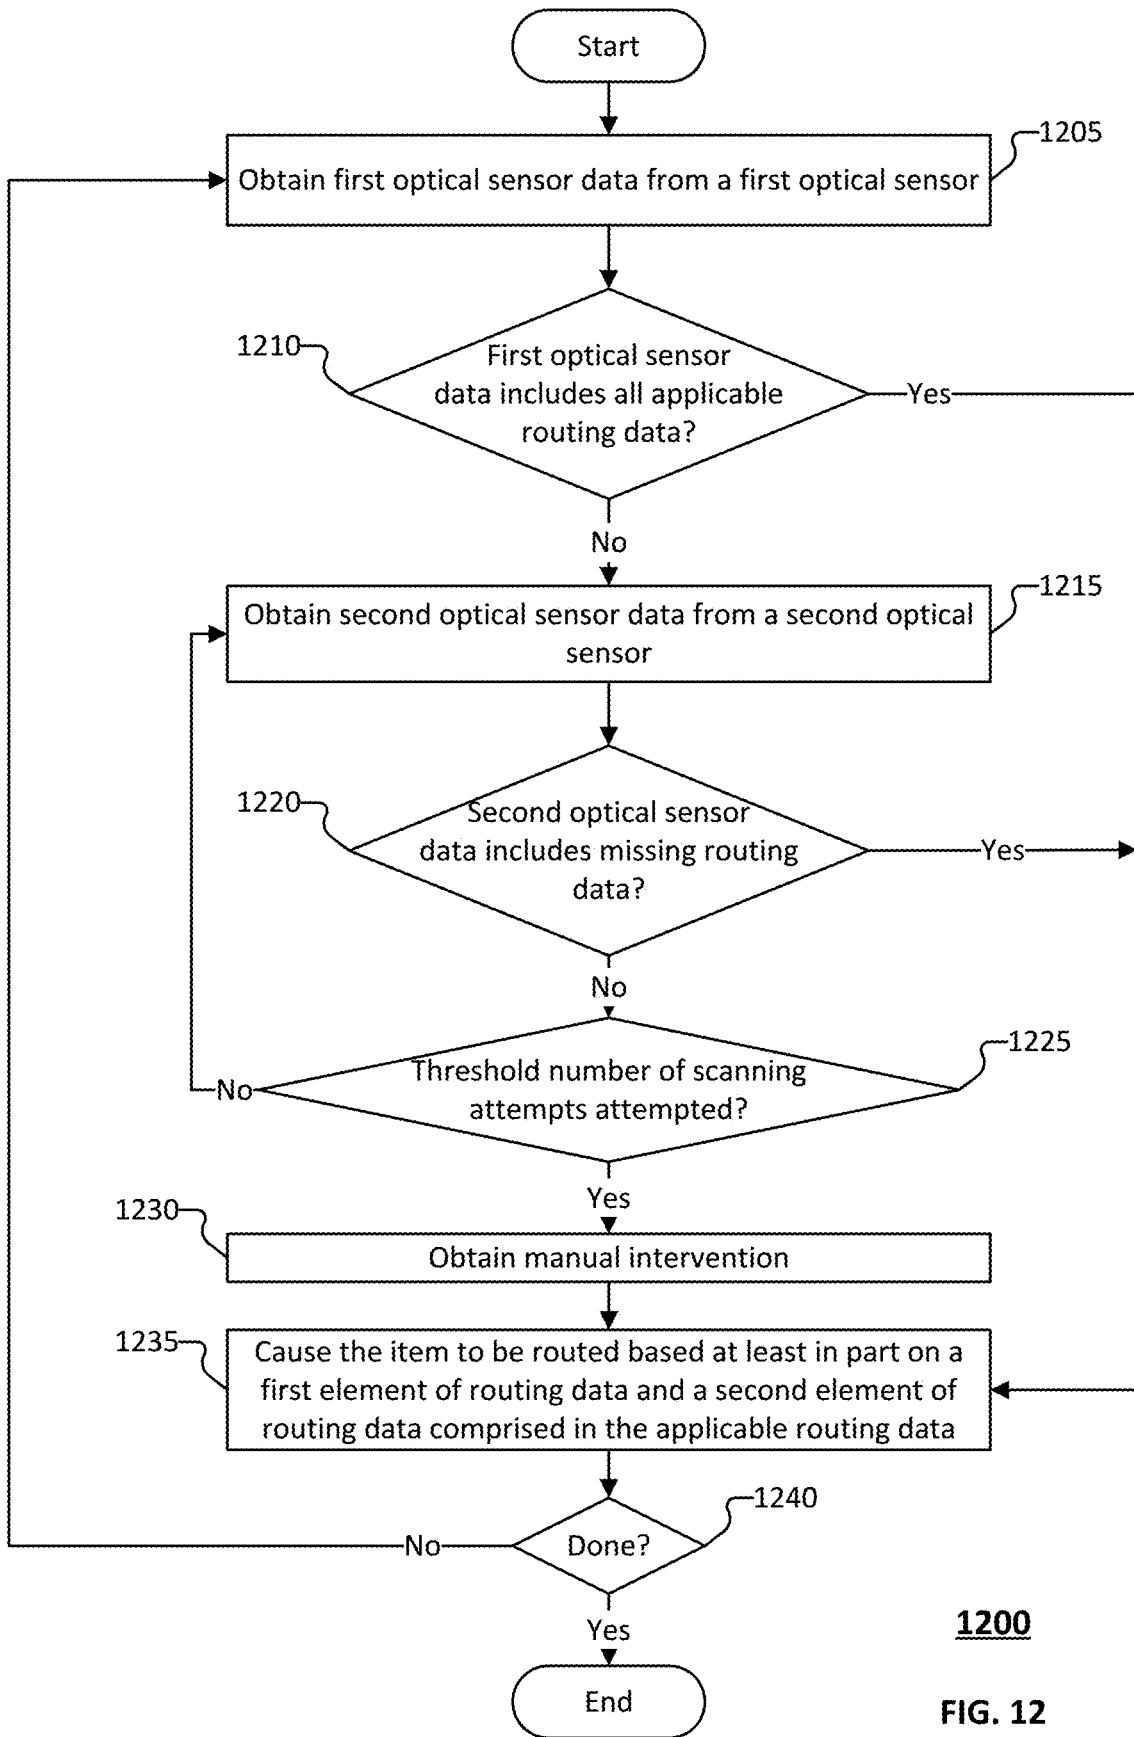 Start
1205
Obtain first optical sensor data from a first optical sensor
1210
First optical sensor
data includes all applicable
routing data?
Yes
No
1215
Obtain second optical sensor data from a second optical
sensor
1220
Second optical sensor
data includes missing routing
data?
Yes
No
1225
Threshold number of scanning
attempts attempted?
No
Yes
1230
Obtain manual intervention
1235
Cause the item to be routed based at least in part on a
first element of routing data and a second element of
routing data comprised in the applicable routing data
1240
Done?
No
Yes
End
1200
FIG. 12